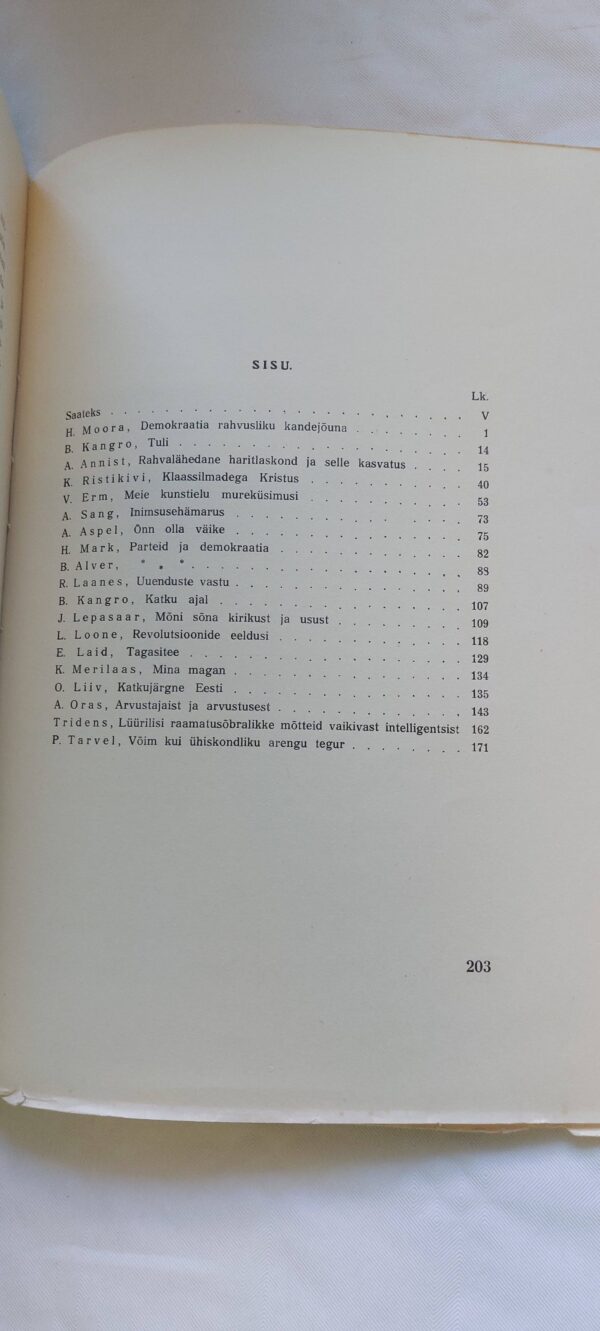 SISU.
Lk.
Saateks . . . . . . . . . . . . . . . . . . . . . . . V
H. Moora, Demokraatia rahvusliku kandejõuna . . . . . . . 1
B. Kangro, Tuli . . . . . . . . . . . . . . . . . . 14
A. Annist, Rahvalähedane haritlaskond ja selle kasvatus . . . . 15
K. Ristikivi, Klaassilmadega Kristus . . . . . . . . . . 40
V. Erm, Meie kunstielu mureküsimusi . . . . . . . . . . 53
A. Sang, Inimsusehämarus . . . . . . . . . . . . . . 73
A. Aspel, Õnn olla väike . . . . . . . . . . . . . . 75
H. Mark, Parteid ja demokraatia . . . . . . . . . . . . 82
B. Alver, * * * . . . . . . . . . . . . . . . . . 88
R. Laanes, Uuenduste vastu . . . . . . . . . . . . . . 89
B. Kangro, Katku ajal . . . . . . . . . . . . . . . 107
J. Lepasaar, Mõni sõna kirikust ja usust . . . . . . . . 109
L. Loone, Revolutsioonide eeldusi . . . . . . . . . . . 118
E. Laid, Tagasitee . . . . . . . . . . . . . . . . . 129
K. Merilaas, Mina magan . . . . . . . . . . . . . . 134
O. Liiv, Katkujärgne Eesti . . . . . . . . . . . . . . 135
A. Oras, Arvustajaist ja arvustusest . . . . . . . . . . 143
Tridens, Lüürilisi raamatusõbralikke mõtteid vaikivast intelligentsist 162
P. Tarvel, Võim kui ühiskondliku arengu tegur . . . . . . . 171
203